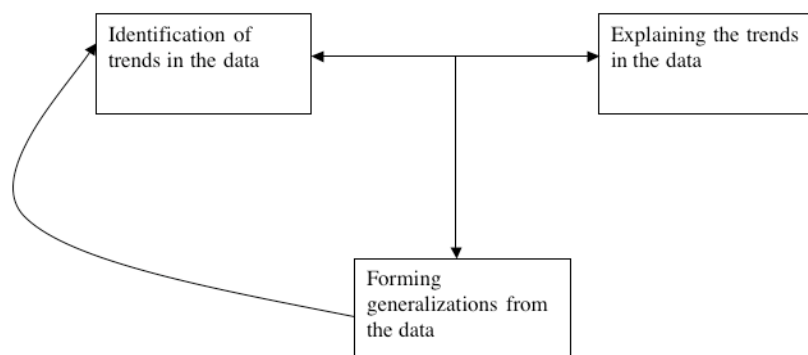 Identification of
trends in the data
Explaining the trends
in the data
Forming
generalizations from
the data